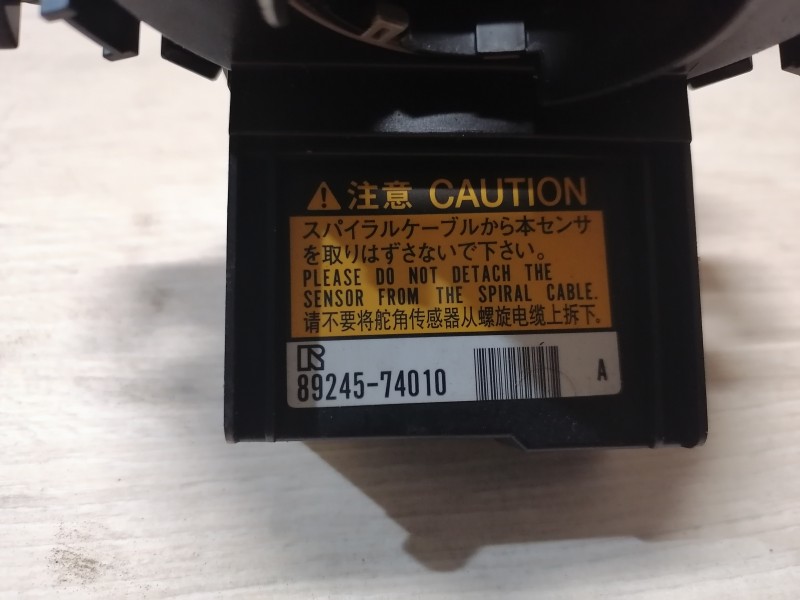 注意 CAUTION
スパイラルケーブルから本センサ
を取りはずさないで下さい。
PLEASE DO NOT DETACH THE
SENSOR FROM THE SPIRAL CABLE.
请不要将舵角传感器从螺旋电缆上拆下。
R
89245-74010
A